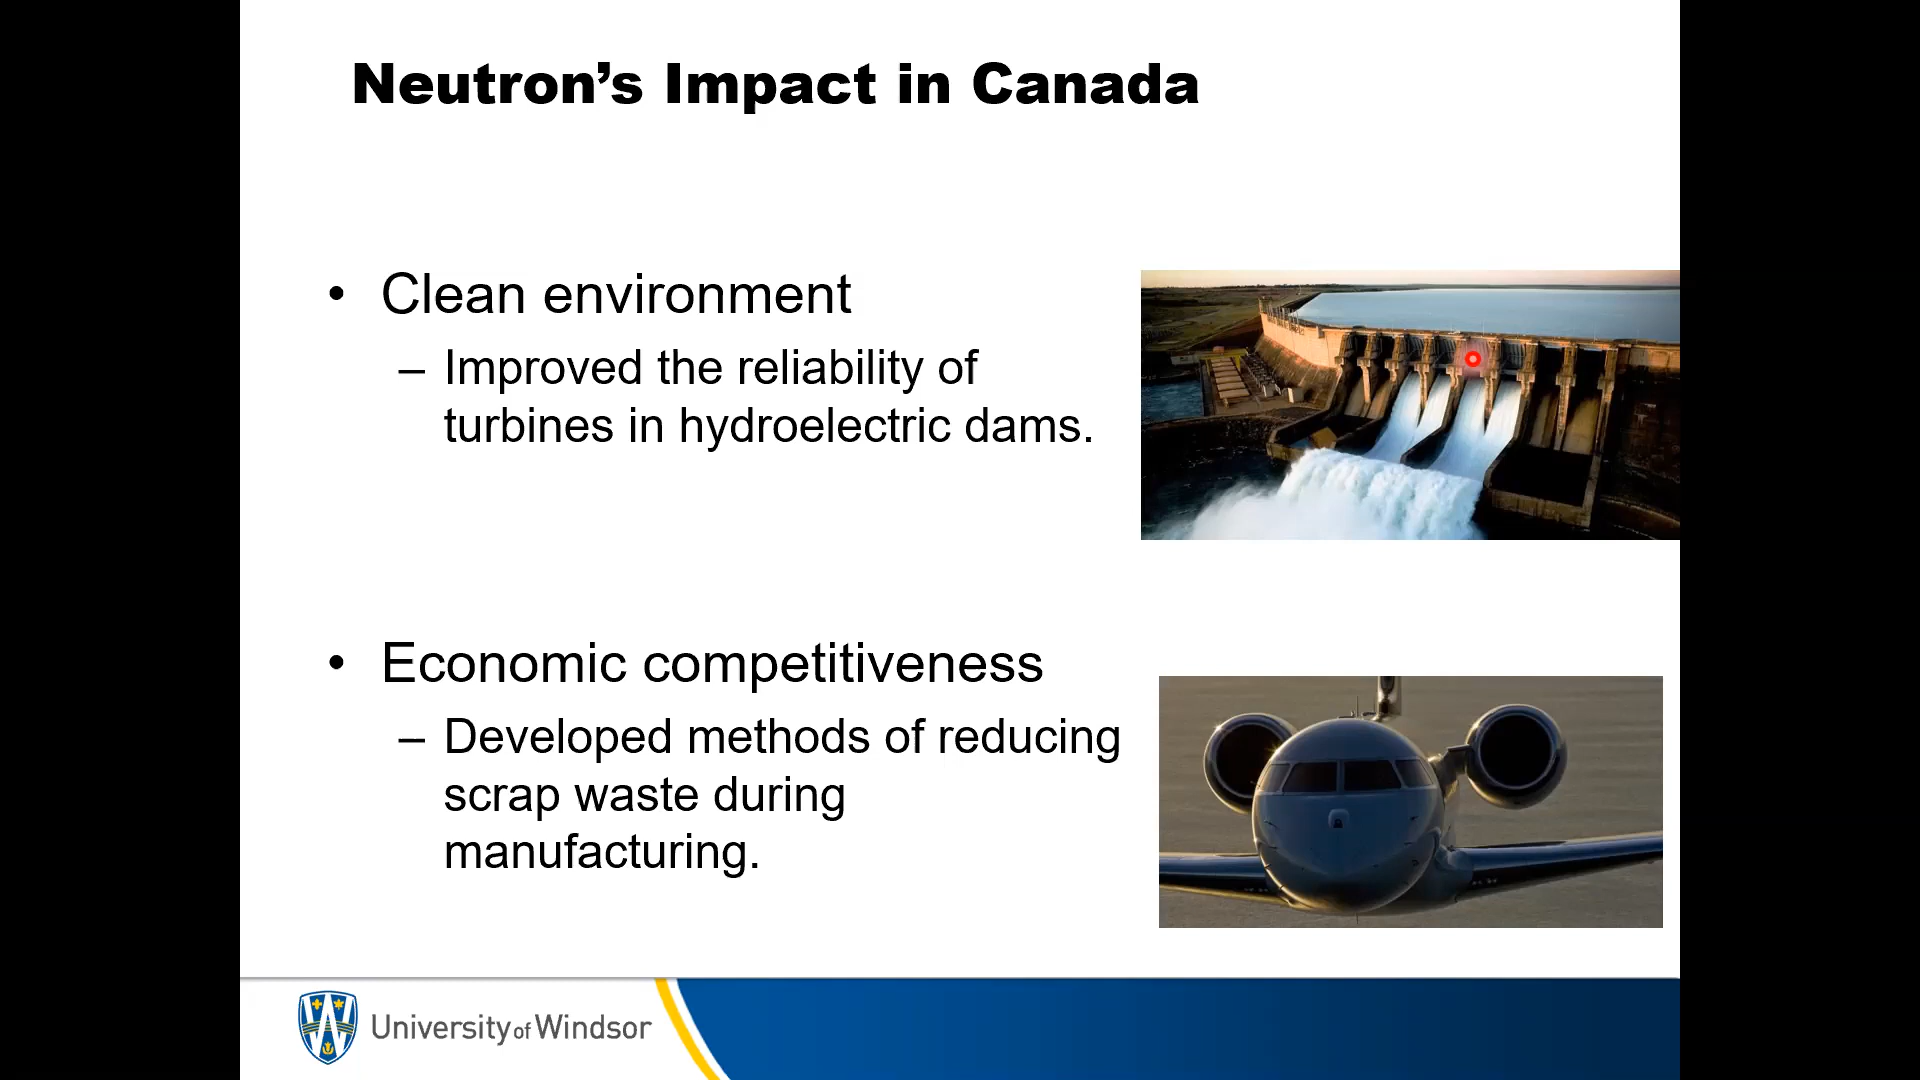 Neutron’s Impact in Canada
• Clean environment
– Improved the reliability of
turbines in hydroelectric dams.
• Economic competitiveness
– Developed methods of reducing
scrap waste during
manufacturing.
University of Windsor